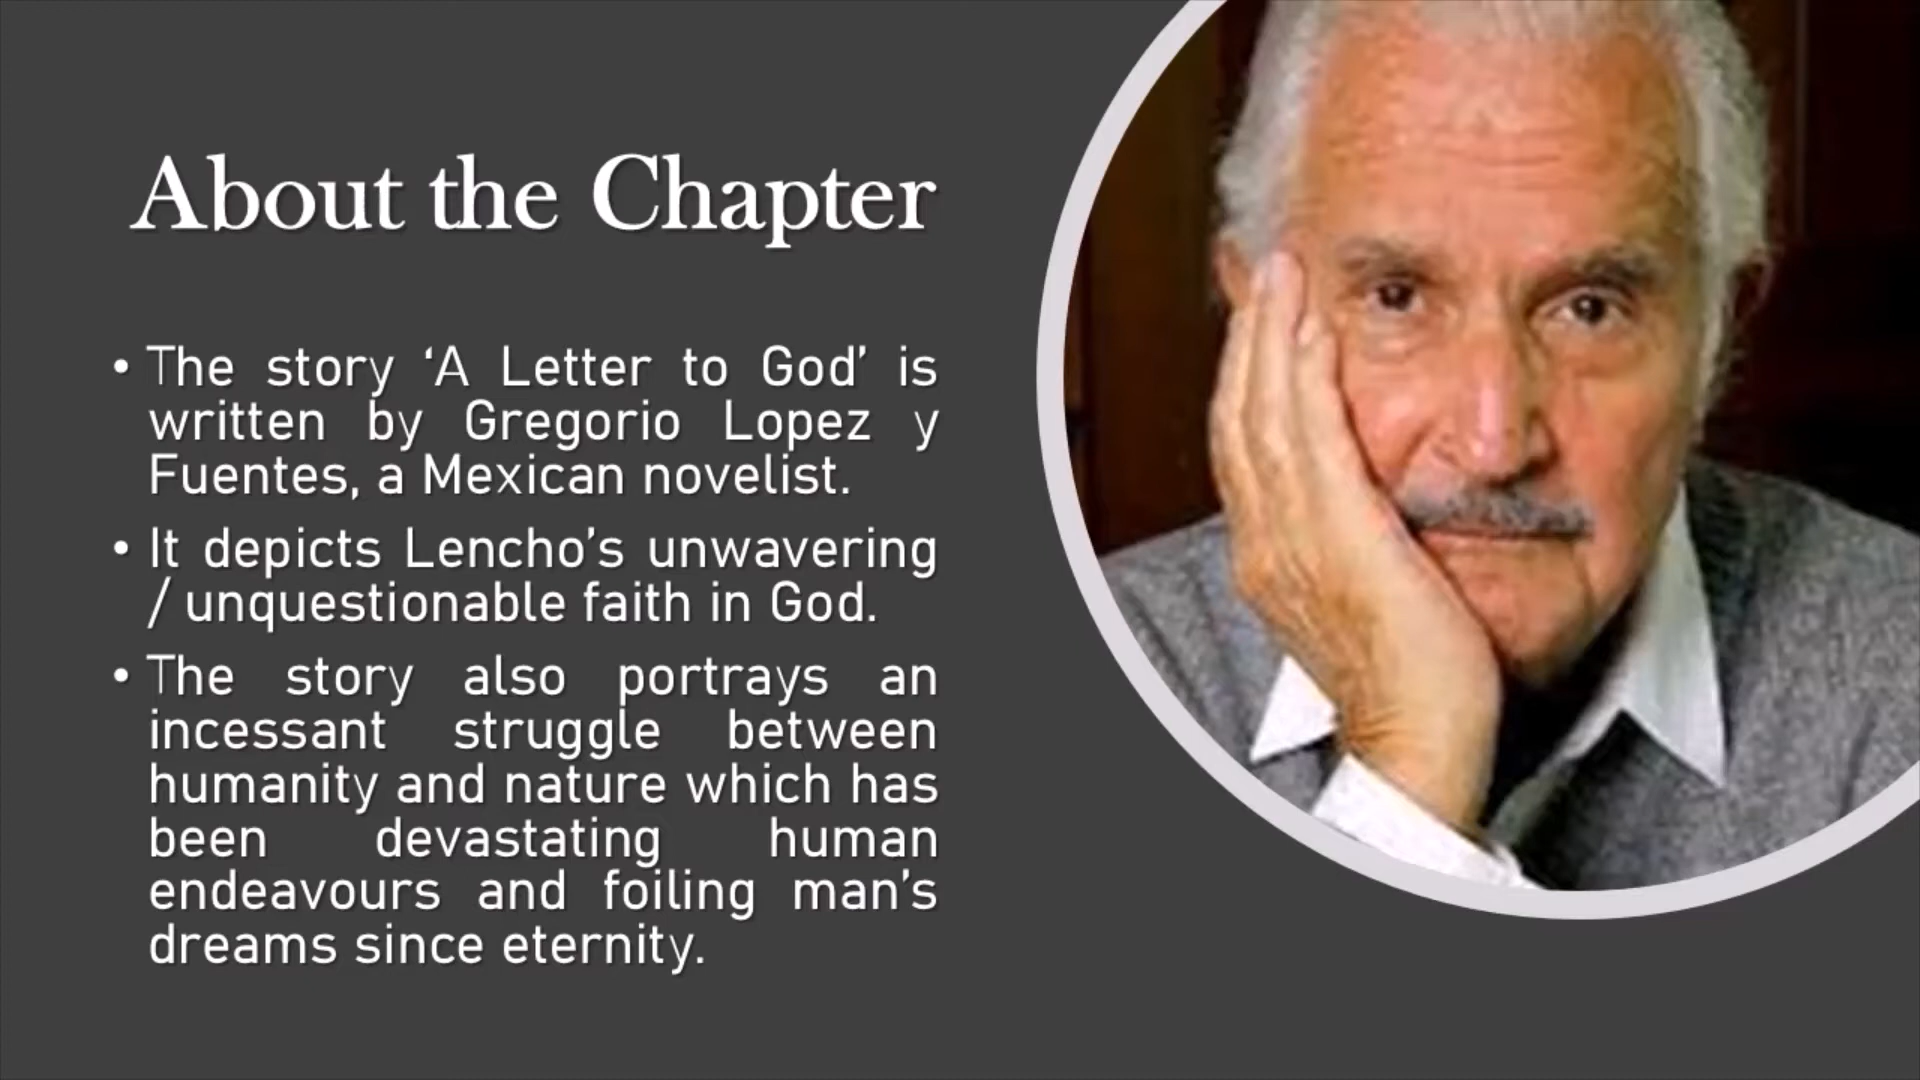 About the Chapter
• The story ‘A Letter to God’ is
written by Gregorio Lopez y
Fuentes, a Mexican novelist.
• It depicts Lencho’s unwavering
/ unquestionable faith in God.
• The story also portrays an
incessant struggle between
humanity and nature which has
been devastating human
endeavours and foiling man’s
dreams since eternity.